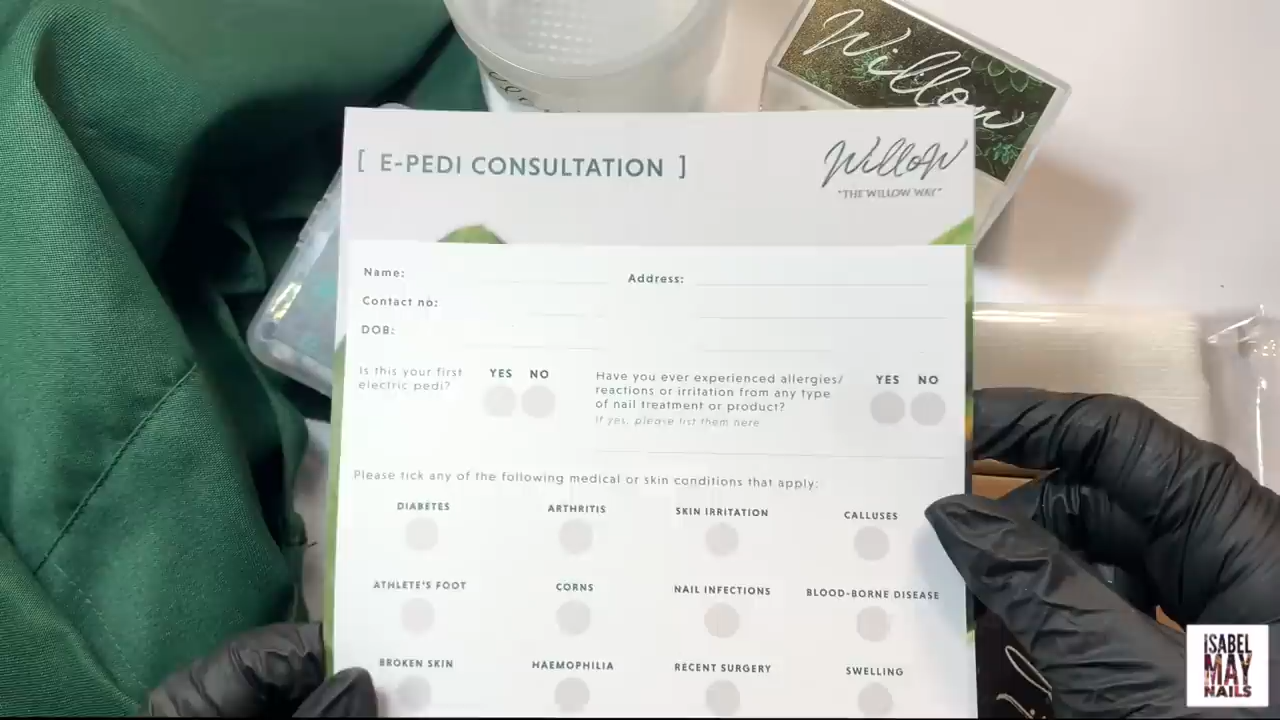 Willow
[ E-PEDI CONSULTATION ]
Willow
"THE WILLOW WAY"
Name:
Address:
Contact no:
DOB:
Is this your first
electric pedi?
YES NO
Have you ever experienced allergies/
reactions or irritation from any type
of nail treatment or product?
If yes, please list them here
YES NO
Please tick any of the following medical or skin conditions that apply:
DIABETES ARTHRITIS SKIN IRRITATION CALLUSES
ATHLETE'S FOOT CORNS NAIL INFECTIONS BLOOD-BORNE DISEASE
BROKEN SKIN HAEMOPHILIA RECENT SURGERY SWELLING
ISABEL
MAY
NAILS